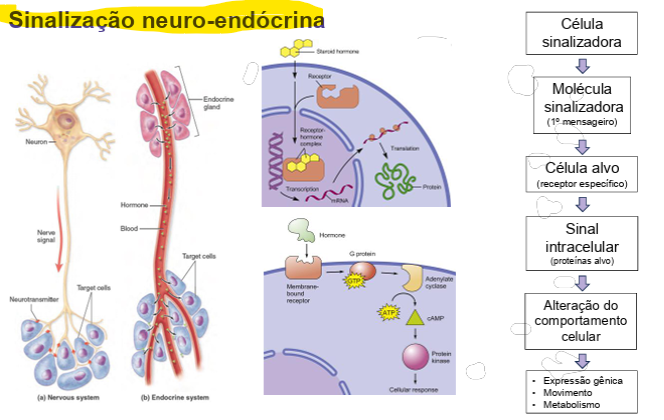 Sinalização neuro-endócrina
Neuron
Nerve
signal
Neurotransmitter
Target cells
(a) Nervous system
Endocrine
gland
Hormone
Blood
Target cells
(b) Endocrine system
Steroid hormone
Receptor
Receptor-
hormone
complex
Translation
Transcription
mRNA
Protein
Hormone
G protein
GTP
Membrane-
bound
receptor
Adenylate
cyclase
ATP
cAMP
Protein
kinase
Cellular response
Célula
sinalizadora
Molécula
sinalizadora
(1º mensageiro)
Célula alvo
(receptor específico)
Sinal
intracelular
(proteínas alvo)
Alteração do
comportamento
celular
• Expressão gênica
• Movimento
• Metabolismo